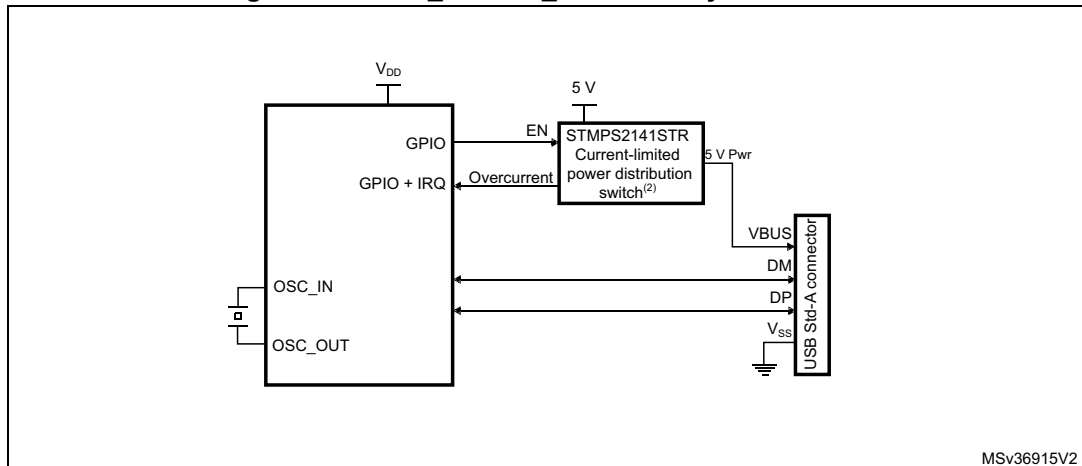 V_DD
5 V
GPIO
EN
STMPS2141STR
Current-limited
power distribution
switch(2)
5 V Pwr
GPIO + IRQ
Overcurrent
VBUS
DM
OSC_IN
DP
V_SS
OSC_OUT
USB Std-A connector
MSv36915V2